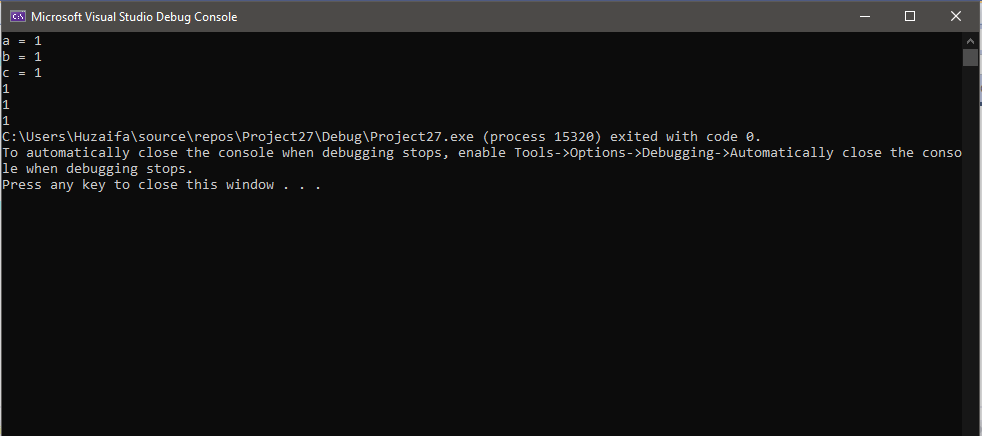 Microsoft Visual Studio Debug Console
a = 1
b = 1
c = 1
1
1
1
C:\Users\Huzaifa\source\repos\Project27\Debug\Project27.exe (process 15320) exited with code 0.
To automatically close the console when debugging stops, enable Tools->Options->Debugging->Automatically close the conso
le when debugging stops.
Press any key to close this window . . .